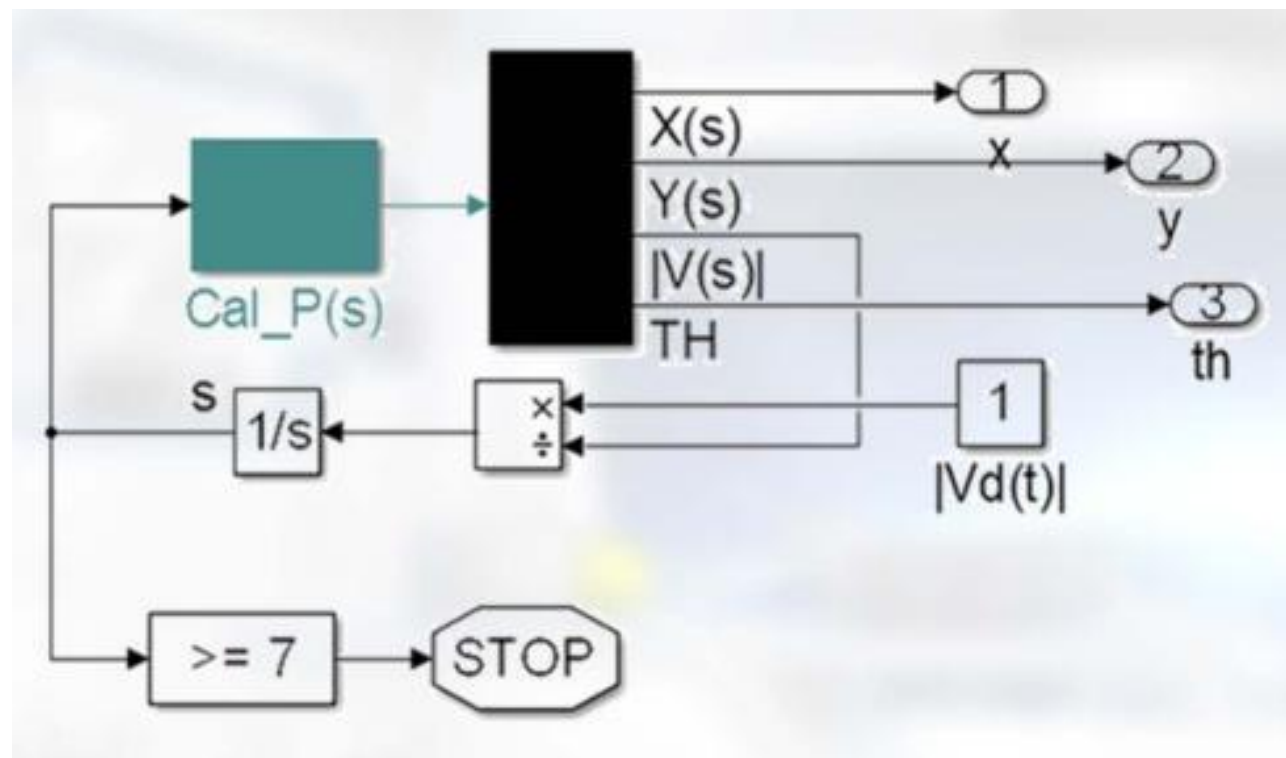 1
X(s)
x
2
Y(s)
y
|V(s)|
Cal_P(s)
3
TH
th
s
1/s
×
÷
1
|Vd(t)|
>= 7
STOP